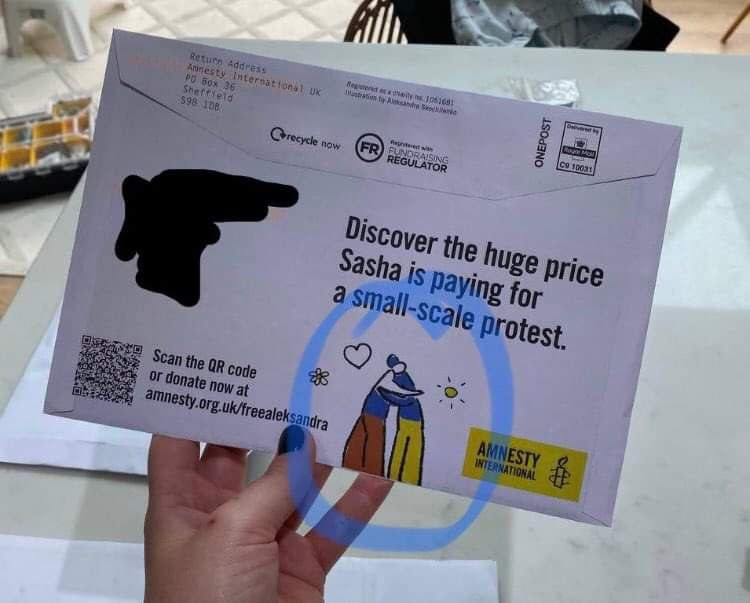 Return Address
Amnesty International UK
PO Box 36
Sheffield
S98 1DB
Registered as a charity no. 1051681
Illustration by Aleksandra Skochilenko
recycle now
FR
Registered with
FUNDRAISING
REGULATOR
ONEPOST
Delivered by
Royal Mail
C9 10031
Discover the huge price
Sasha is paying for
a small-scale protest.
Scan the QR code
or donate now at
amnesty.org.uk/freealeksandra
AMNESTY
INTERNATIONAL